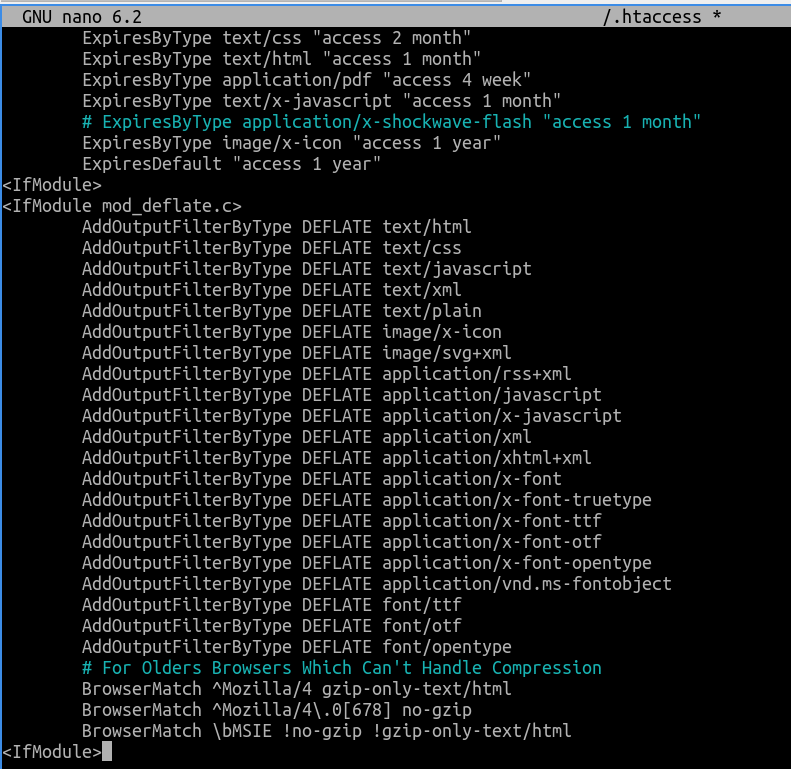 GNU nano 6.2 /.htaccess *
ExpiresByType text/css "access 2 month"
ExpiresByType text/html "access 1 month"
ExpiresByType application/pdf "access 4 week"
ExpiresByType text/x-javascript "access 1 month"
# ExpiresByType application/x-shockwave-flash "access 1 month"
ExpiresByType image/x-icon "access 1 year"
ExpiresDefault "access 1 year"
<IfModule>
<IfModule mod_deflate.c>
AddOutputFilterByType DEFLATE text/html
AddOutputFilterByType DEFLATE text/css
AddOutputFilterByType DEFLATE text/javascript
AddOutputFilterByType DEFLATE text/xml
AddOutputFilterByType DEFLATE text/plain
AddOutputFilterByType DEFLATE image/x-icon
AddOutputFilterByType DEFLATE image/svg+xml
AddOutputFilterByType DEFLATE application/rss+xml
AddOutputFilterByType DEFLATE application/javascript
AddOutputFilterByType DEFLATE application/x-javascript
AddOutputFilterByType DEFLATE application/xml
AddOutputFilterByType DEFLATE application/xhtml+xml
AddOutputFilterByType DEFLATE application/x-font
AddOutputFilterByType DEFLATE application/x-font-truetype
AddOutputFilterByType DEFLATE application/x-font-ttf
AddOutputFilterByType DEFLATE application/x-font-otf
AddOutputFilterByType DEFLATE application/x-font-opentype
AddOutputFilterByType DEFLATE application/vnd.ms-fontobject
AddOutputFilterByType DEFLATE font/ttf
AddOutputFilterByType DEFLATE font/otf
AddOutputFilterByType DEFLATE font/opentype
# For Olders Browsers Which Can't Handle Compression
BrowserMatch ^Mozilla/4 gzip-only-text/html
BrowserMatch ^Mozilla/4\.0[678] no-gzip
BrowserMatch \bMSIE !no-gzip !gzip-only-text/html
<IfModule>